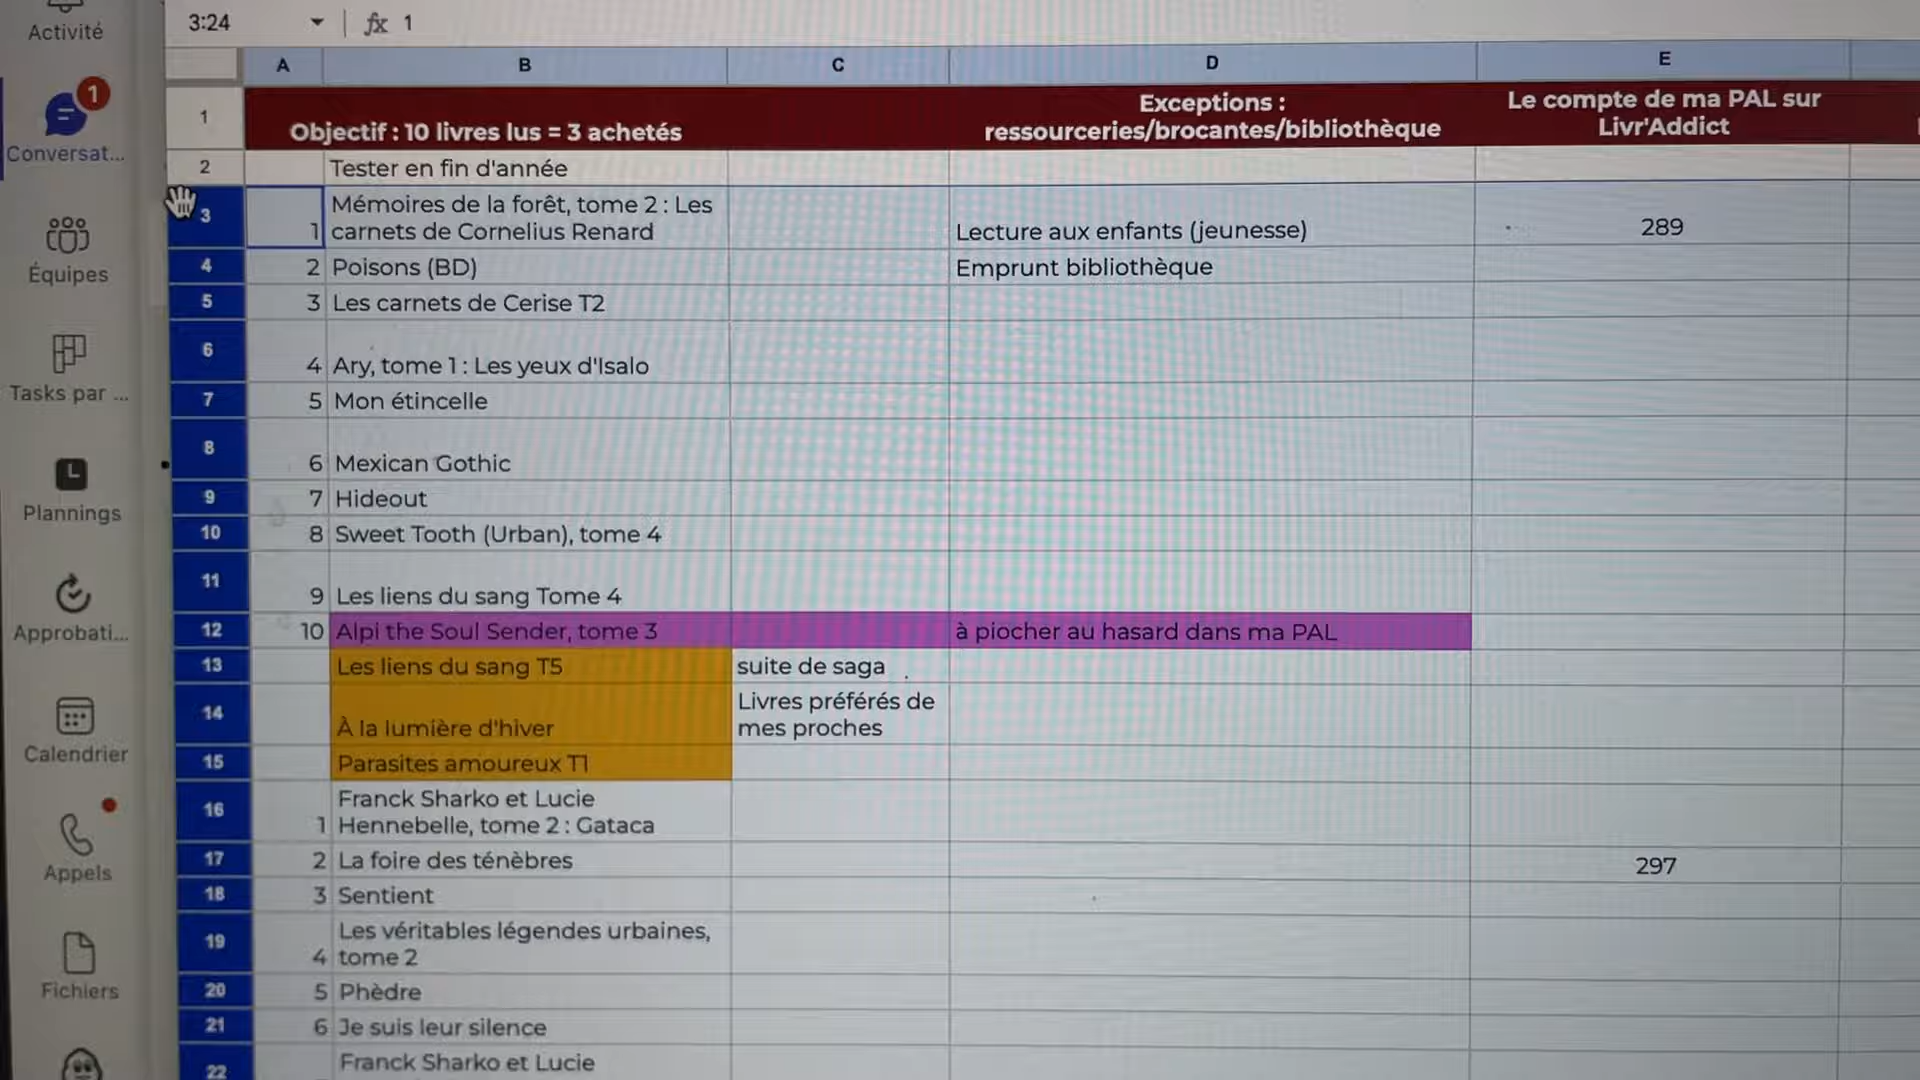 Activité
1
Conversat...
Équipes
Tasks par ...
Plannings
Approbati...
Calendrier
Appels
Fichiers
3:24 fx 1
A B C D E
1 Objectif : 10 livres lus = 3 achetés Exceptions : ressourceries/brocantes/bibliothèque Le compte de ma PAL sur Livr'Addict
2 Tester en fin d'année
3 1 Mémoires de la forêt, tome 2 : Les carnets de Cornelius Renard Lecture aux enfants (jeunesse) 289
4 2 Poisons (BD) Emprunt bibliothèque
5 3 Les carnets de Cerise T2
6 4 Ary, tome 1 : Les yeux d'Isalo
7 5 Mon étincelle
8 6 Mexican Gothic
9 7 Hideout
10 8 Sweet Tooth (Urban), tome 4
11 9 Les liens du sang Tome 4
12 10 Alpi the Soul Sender, tome 3 à piocher au hasard dans ma PAL
13 Les liens du sang T5 suite de saga
14 À la lumière d'hiver Livres préférés de mes proches
15 Parasites amoureux T1
16 1 Franck Sharko et Lucie Hennebelle, tome 2 : Gataca
17 2 La foire des ténèbres 297
18 3 Sentient
19 4 Les véritables légendes urbaines, tome 2
20 5 Phèdre
21 6 Je suis leur silence
22 Franck Sharko et Lucie